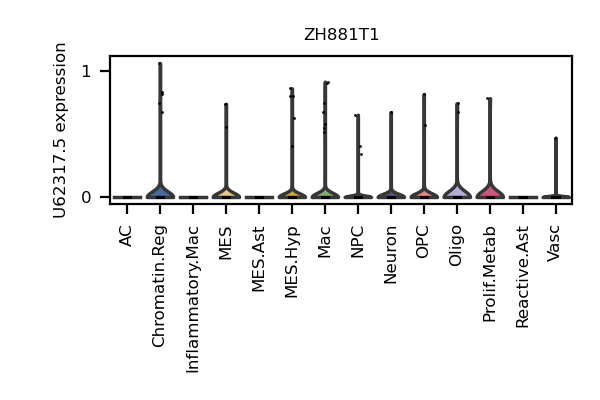 ZH881T1
U62317.5 expression
1
0
AC
Chromatin.Reg
Inflammatory.Mac
MES
MES.Ast
MES.Hyp
Mac
NPC
Neuron
OPC
Oligo
Prolif.Metab
Reactive.Ast
Vasc